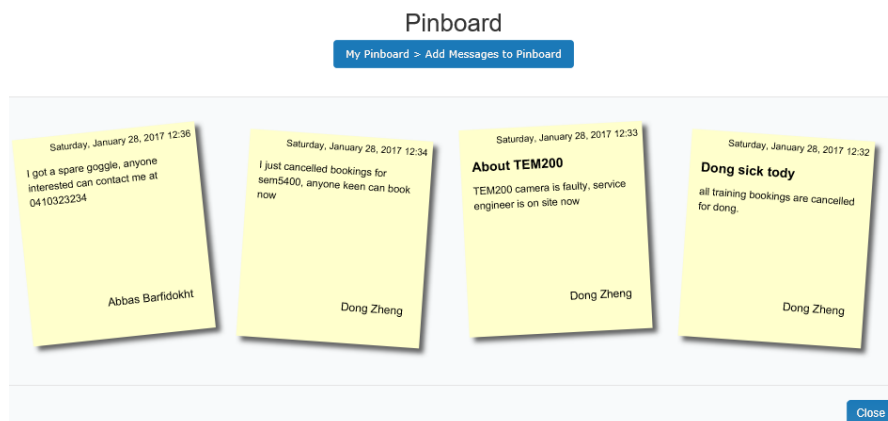 Pinboard
My Pinboard > Add Messages to Pinboard
Saturday, January 28, 2017 12:36
I got a spare goggle, anyone
interested can contact me at
0410323234
Abbas Barfidokht
Saturday, January 28, 2017 12:34
I just cancelled bookings for
sem5400, anyone keen can book
now
Dong Zheng
Saturday, January 28, 2017 12:33
About TEM200
TEM200 camera is faulty, service
engineer is on site now
Dong Zheng
Saturday, January 28, 2017 12:32
Dong sick tody
all training bookings are cancelled
for dong.
Dong Zheng
Close